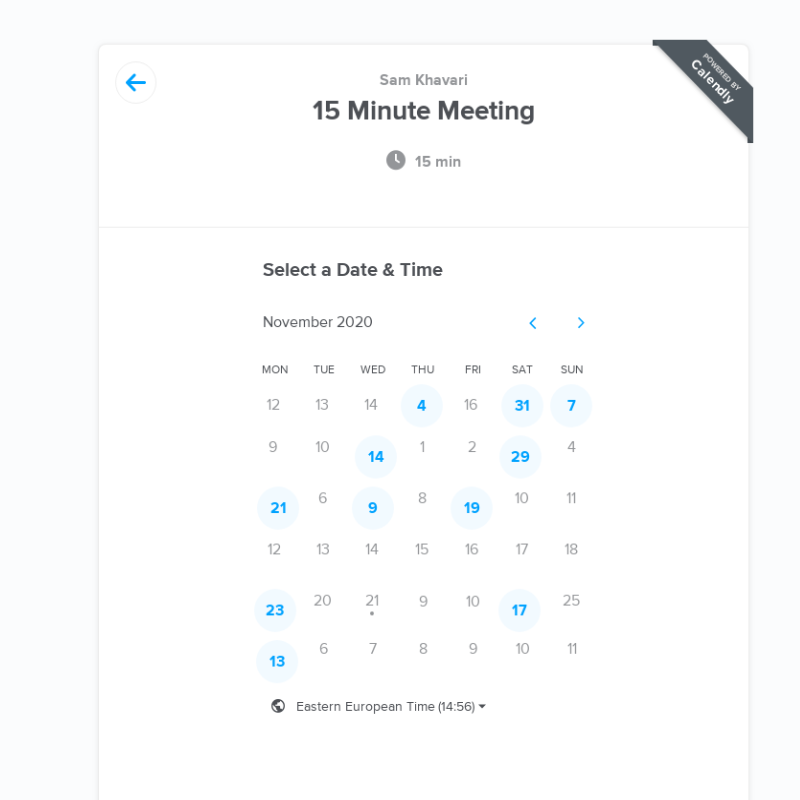 POWERED BY
Calendly
Sam Khavari
15 Minute Meeting
15 min
Select a Date & Time
November 2020
MON TUE WED THU FRI SAT SUN
12 13 14 4 16 31 7
9 10 14 1 2 29 4
21 6 9 8 19 10 11
12 13 14 15 16 17 18
23 20 21 9 10 17 25
13 6 7 8 9 10 11
Eastern European Time (14:56)